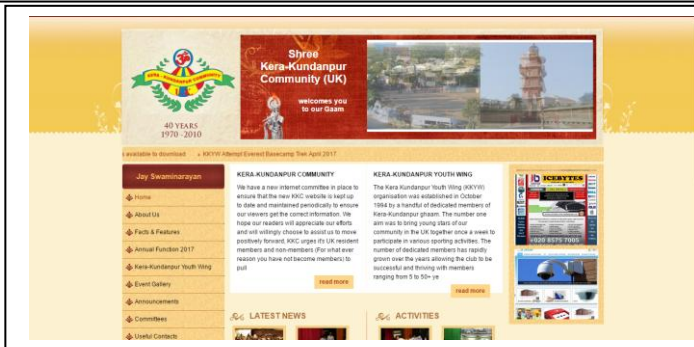 Shree
Kera-Kundanpur
Community (UK)
welcomes you
to our Gaam
KERA - KUNDANPUR COMMUNITY
40 YEARS
1970 -2010
available to download » KKYW Attempt Everest Basecamp Trek April 2017
Jay Swaminarayan
Home
About Us
Facts & Features
Annual Function 2017
Kera-Kundanpur Youth Wing
Event Gallery
Announcements
Committees
Useful Contacts
KERA-KUNDANPUR COMMUNITY
We have a new internet committee in place to
ensure that the new KKC website is kept up
to date and maintained periodically to ensure
our viewers get the correct information. We
hope our readers will appreciate our efforts
and will willingly choose to assist us to move
positively forward. KKC urges it's UK resident
members and non-members (For what ever
reason you have not become members) to
pull
read more
KERA-KUNDANPUR YOUTH WING
The Kera Kundanpur Youth Wing (KKYW)
organisation was established in October
1994 by a handful of dedicated members of
Kera-Kundanpur ghaam. The number one
aim was to bring young stars of our
community in the UK together once a week to
participate in various sporting activities. The
number of dedicated members has rapidly
grown over the years allowing the club to be
successful and thriving with members
ranging from 5 to 50+ ye
read more
ICEBYTES
LATEST NEWS
ACTIVITIES